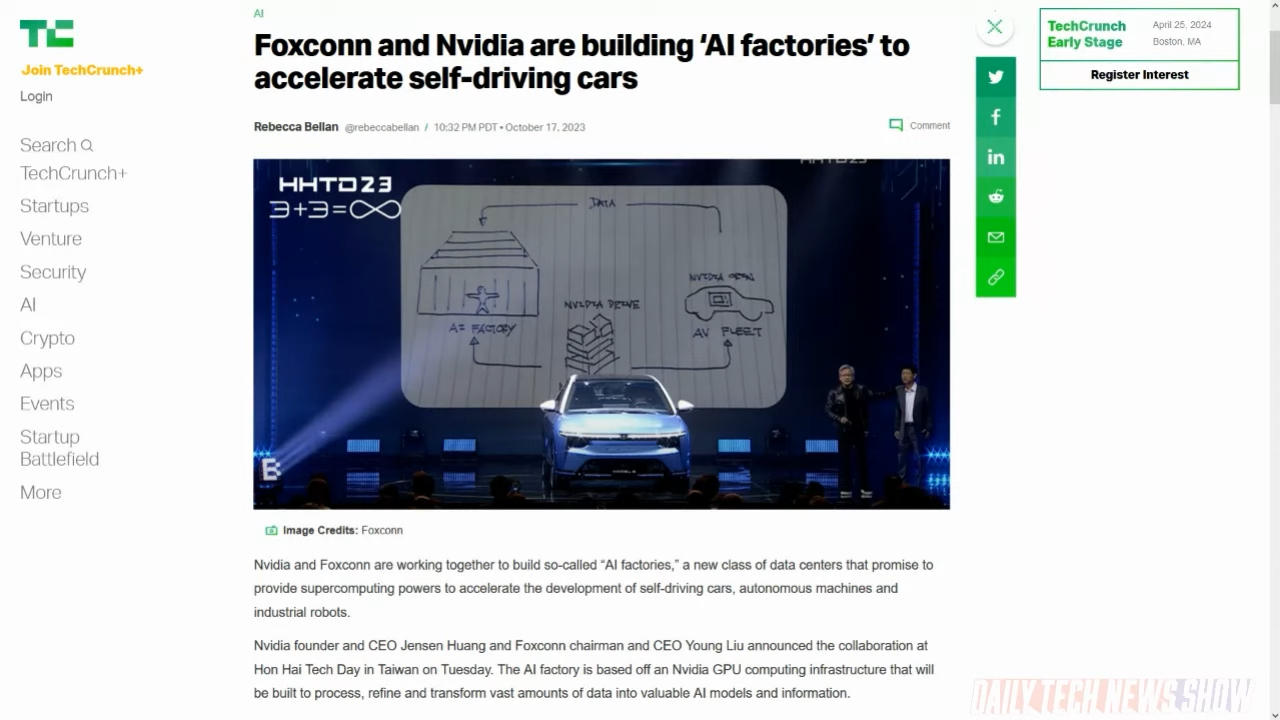 TC
Join TechCrunch+
Login
Search
TechCrunch+
Startups
Venture
Security
AI
Crypto
Apps
Events
Startup
Battlefield
More
AI
Foxconn and Nvidia are building ‘AI factories’ to
accelerate self-driving cars
Rebecca Bellan @rebeccabellan / 10:32 PM PDT • October 17, 2023
Comment
HHTD23
HHTD23
3+3=∞
DATA
NVIDIA
NVIDIA DRIVE
AI FACTORY
AV FLEET
Image Credits: Foxconn
Nvidia and Foxconn are working together to build so-called “AI factories,” a new class of data centers that promise to
provide supercomputing powers to accelerate the development of self-driving cars, autonomous machines and
industrial robots.
Nvidia founder and CEO Jensen Huang and Foxconn chairman and CEO Young Liu announced the collaboration at
Hon Hai Tech Day in Taiwan on Tuesday. The AI factory is based off an Nvidia GPU computing infrastructure that will
be built to process, refine and transform vast amounts of data into valuable AI models and information.
TechCrunch
Early Stage
April 25, 2024
Boston, MA
Register Interest
DAILY TECH NEWS SHOW